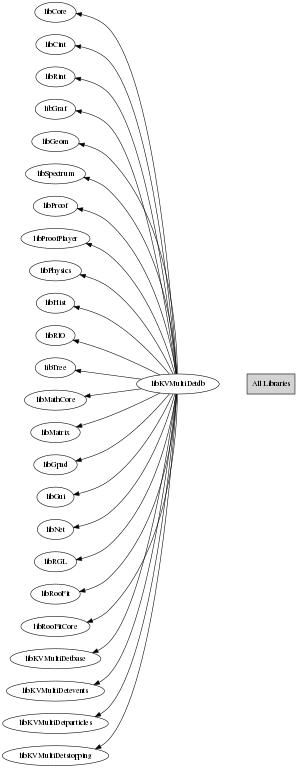 libCore
libCint
libRint
libGraf
libGeom
libSpectrum
libProof
libProofPlayer
libPhysics
libHist
libRIO
libTree
libKVMultiDetdb
All Libraries
libMathCore
libMatrix
libGpad
libGui
libNet
libRGL
libRooFit
libRooFitCore
libKVMultiDetbase
libKVMultiDetevents
libKVMultiDetparticles
libKVMultiDetstopping